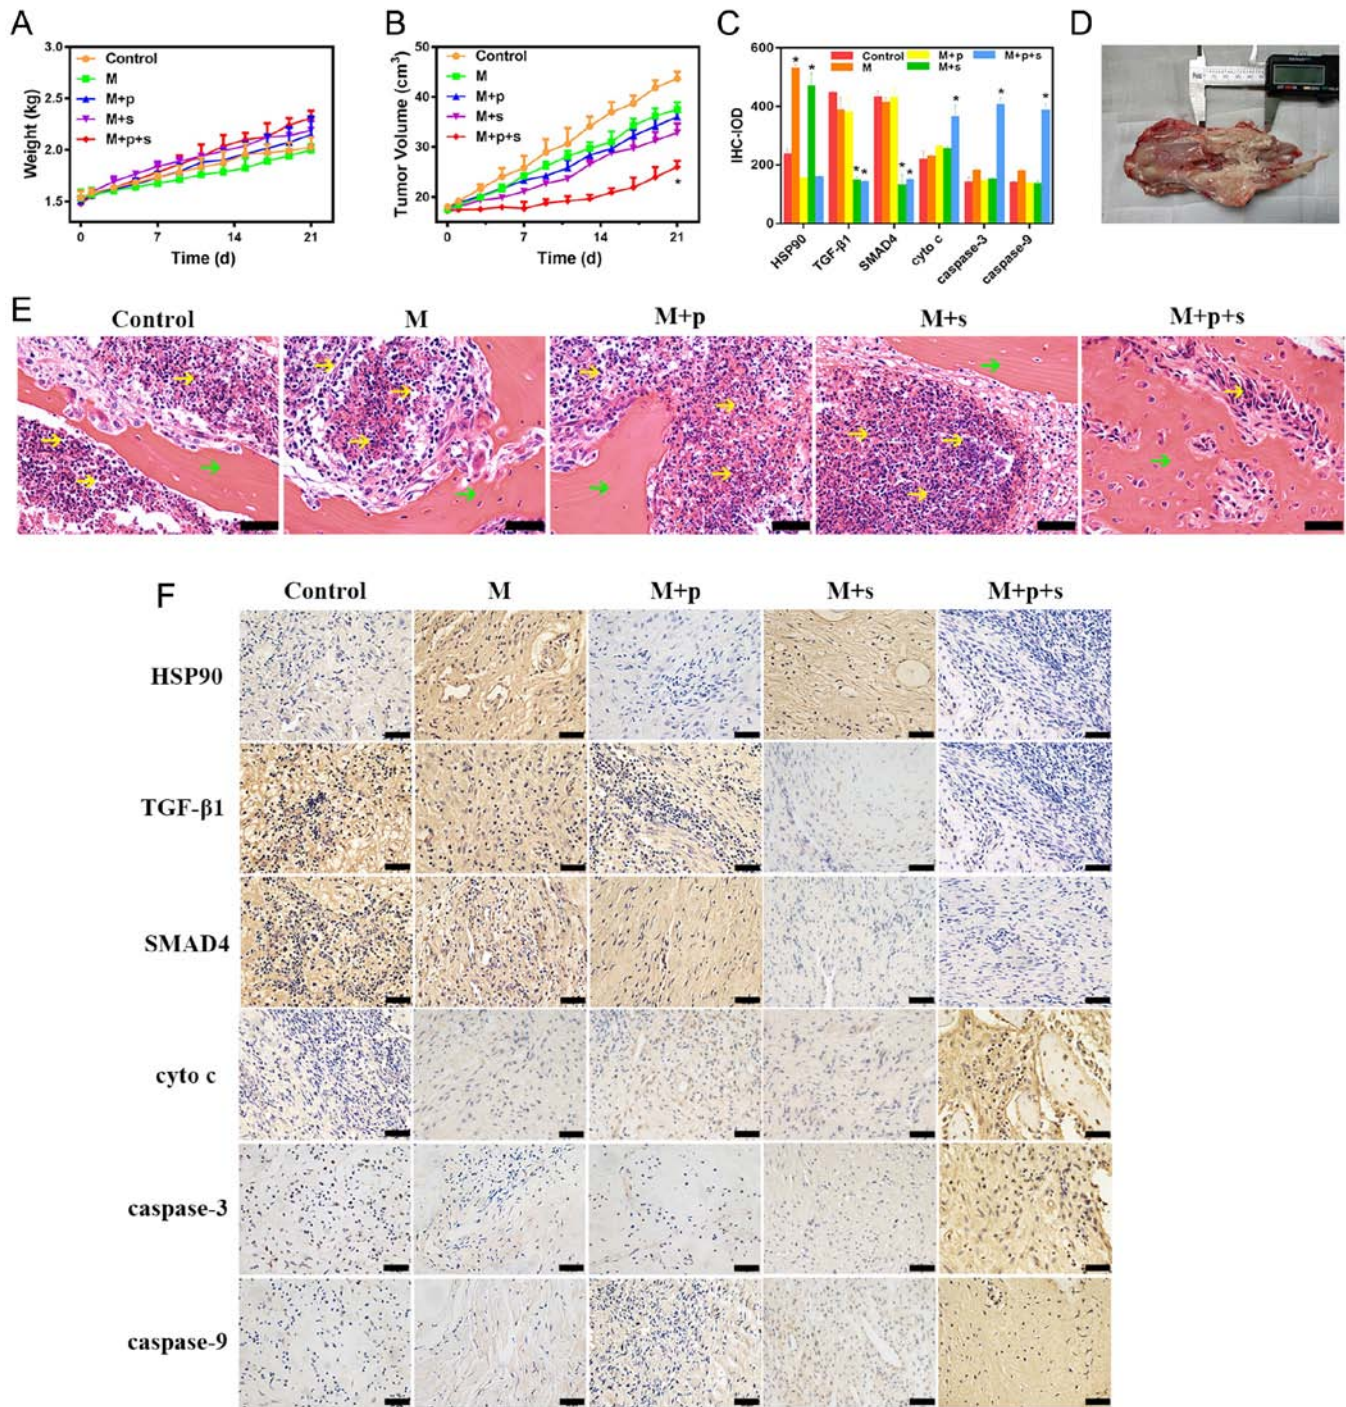 A
3.0
2.5
2.0
1.5
Weight (kg)
Control
M
M+p
M+s
M+p+s
0 7 14 21
Time (d)
B
50
40
30
20
Tumor Volume (cm³)
Control
M
M+p
M+s
M+p+s
*
0 7 14 21
Time (d)
C
600
400
200
0
IHC-IOD
Control M+p M+p+s
M M+s
* * * * * * * * *
HSP90 TGF-β1 SMAD4 cyto c caspase-3 caspase-9
D
E
Control M M+p M+s M+p+s
F
Control M M+p M+s M+p+s
HSP90
TGF-β1
SMAD4
cyto c
caspase-3
caspase-9